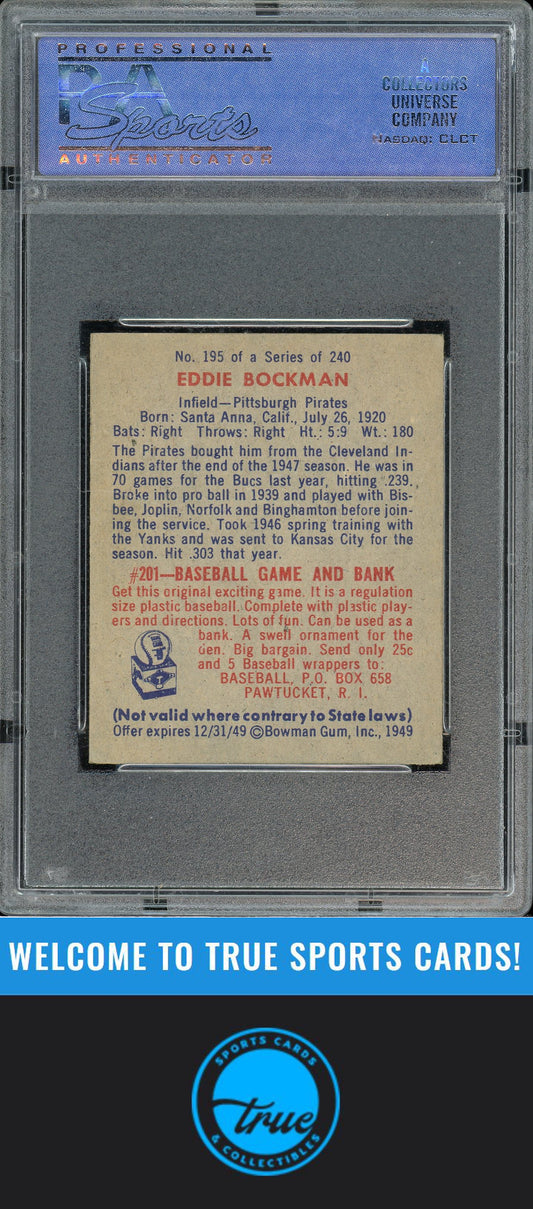 PROFESSIONAL
PSA
Sports
AUTHENTICATOR
A
COLLECTORS
UNIVERSE
COMPANY
NASDAQ: CLCT
No. 195 of a Series of 240
EDDIE BOCKMAN
Infield—Pittsburgh Pirates
Born: Santa Anna, Calif., July 26, 1920
Bats: Right Throws: Right Ht.: 5:9 Wt.: 180
The Pirates bought him from the Cleveland In-
dians after the end of the 1947 season. He was in
70 games for the Bucs last year, hitting .239.
Broke into pro ball in 1939 and played with Bis-
bee, Joplin, Norfolk and Binghamton before join-
ing the service. Took 1946 spring training with
the Yanks and was sent to Kansas City for the
season. Hit .303 that year.
#201—BASEBALL GAME AND BANK
Get this original exciting game. It is a regulation
size plastic baseball. Complete with plastic play-
ers and directions. Lots of fun. Can be used as a
bank. A swell ornament for the
den. Big bargain. Send only 25c
and 5 Baseball wrappers to:
BASEBALL, P.O. BOX 658
PAWTUCKET, R. I.
(Not valid where contrary to State laws)
Offer expires 12/31/49 ©Bowman Gum, Inc., 1949
WELCOME TO TRUE SPORTS CARDS!
SPORTS CARDS
true
& COLLECTIBLES